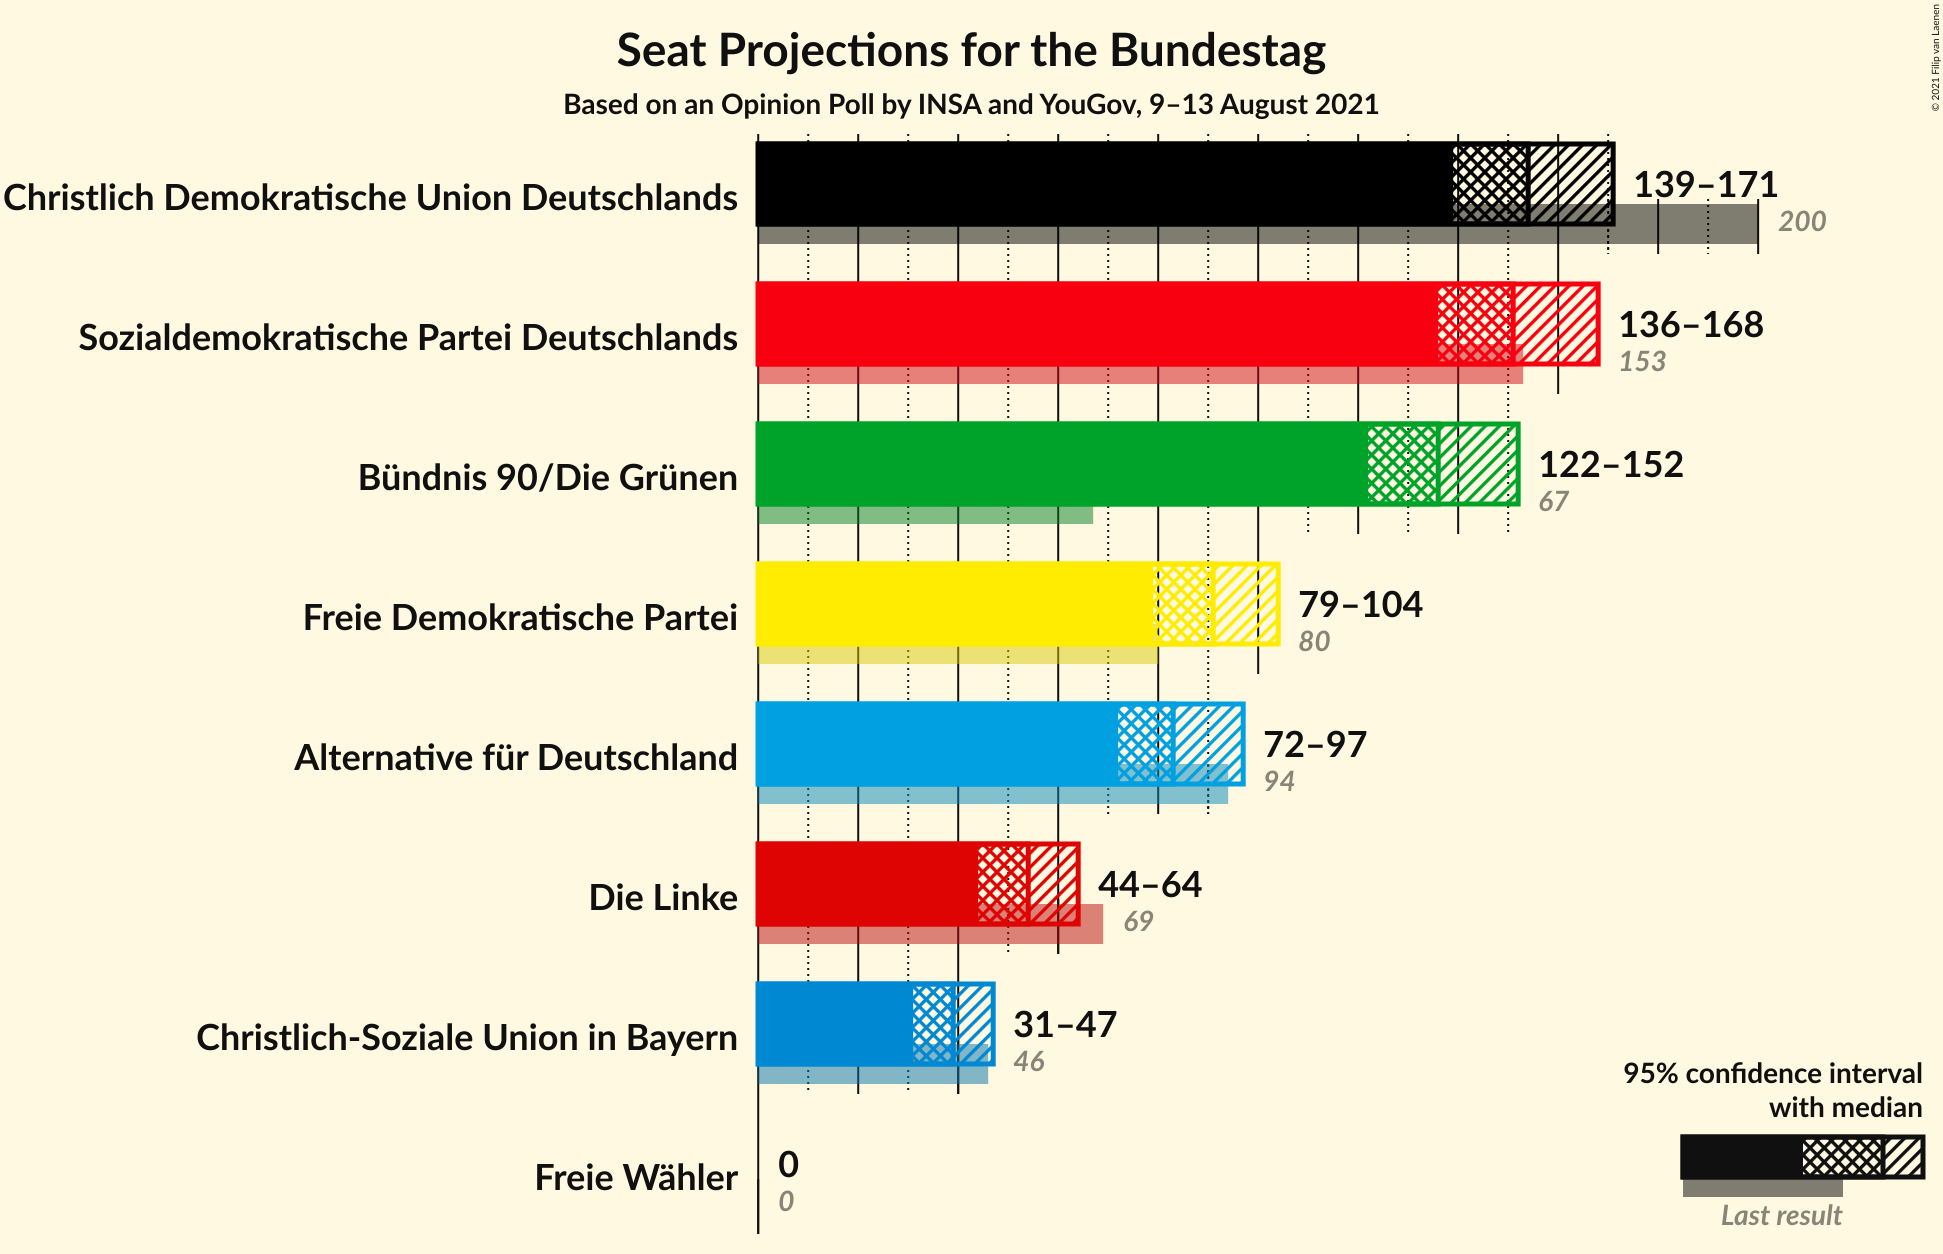 Seat Projections for the Bundestag
Based on an Opinion Poll by INSA and YouGov, 9–13 August 2021
© 2021 Filip van Laenen
Christlich Demokratische Union Deutschlands
139–171
200
Sozialdemokratische Partei Deutschlands
136–168
153
Bündnis 90/Die Grünen
122–152
67
Freie Demokratische Partei
79–104
80
Alternative für Deutschland
72–97
94
Die Linke
44–64
69
Christlich-Soziale Union in Bayern
31–47
46
Freie Wähler
0
0
95% confidence interval
with median
Last result